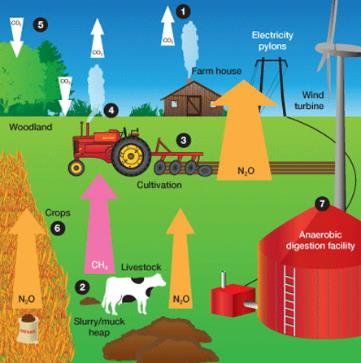 CO₂
5
CO₂
1
CO₂
Electricity
pylons
CO₂
Farm house
Wind
turbine
4
Woodland
3
N₂O
Cultivation
7
Crops
6
Anaerobic
digestion facility
CH₄
Livestock
2
N₂O
N₂O
Slurry/muck
heap